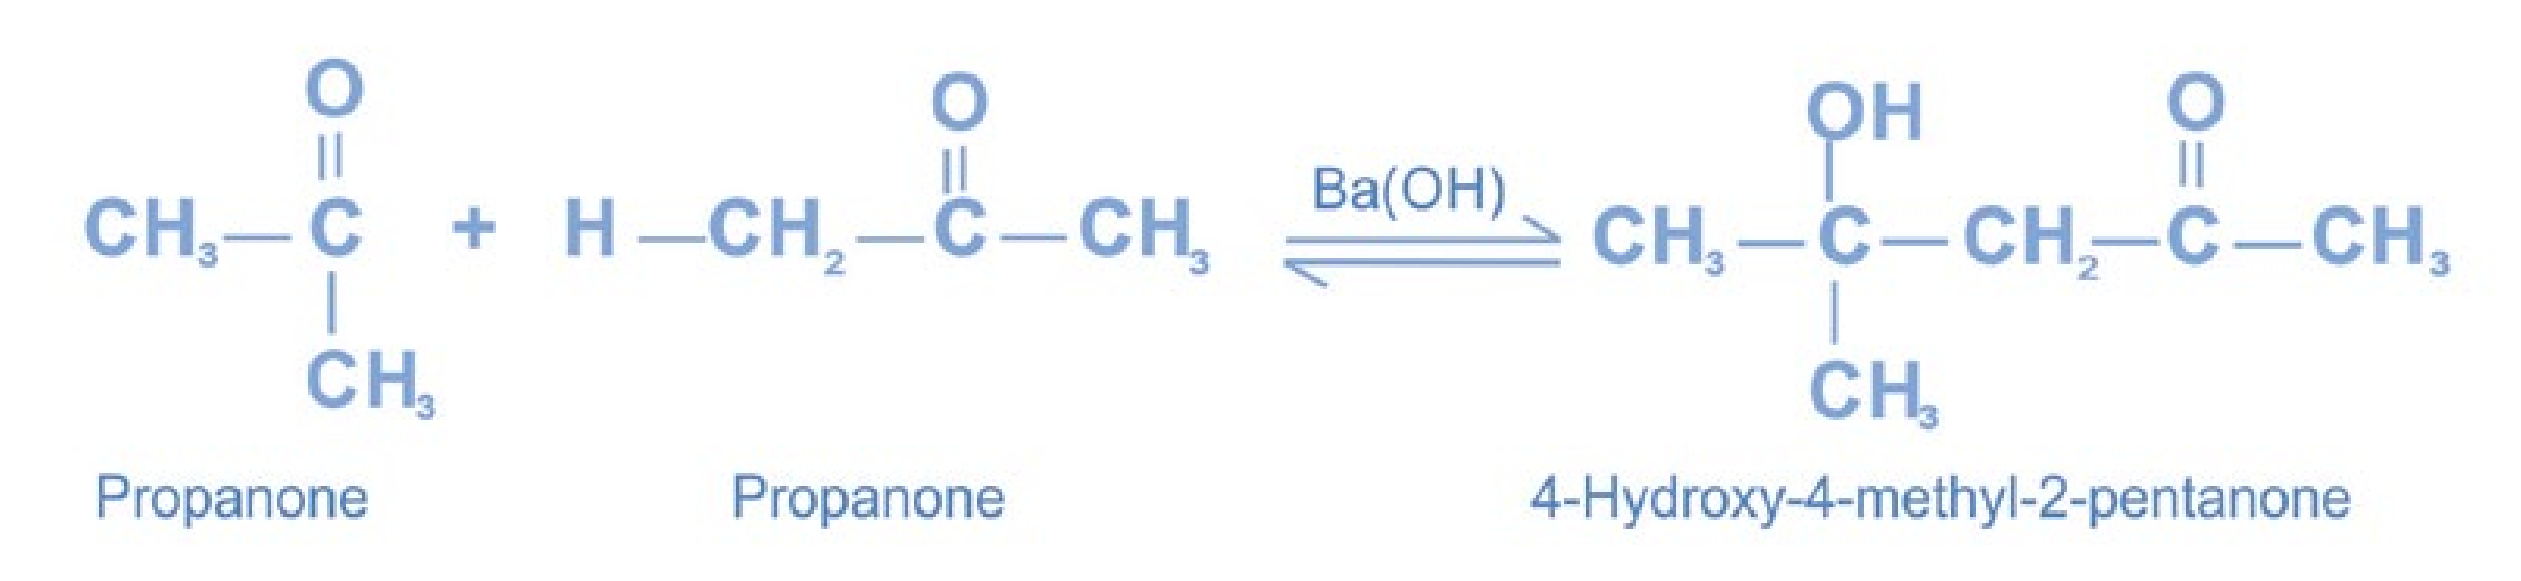 O O OH O
Ba(OH)
CH₃—C + H—CH₂—C—CH₃ CH₃—C—CH₂—C—CH₃
CH₃ CH₃
Propanone Propanone 4-Hydroxy-4-methyl-2-pentanone